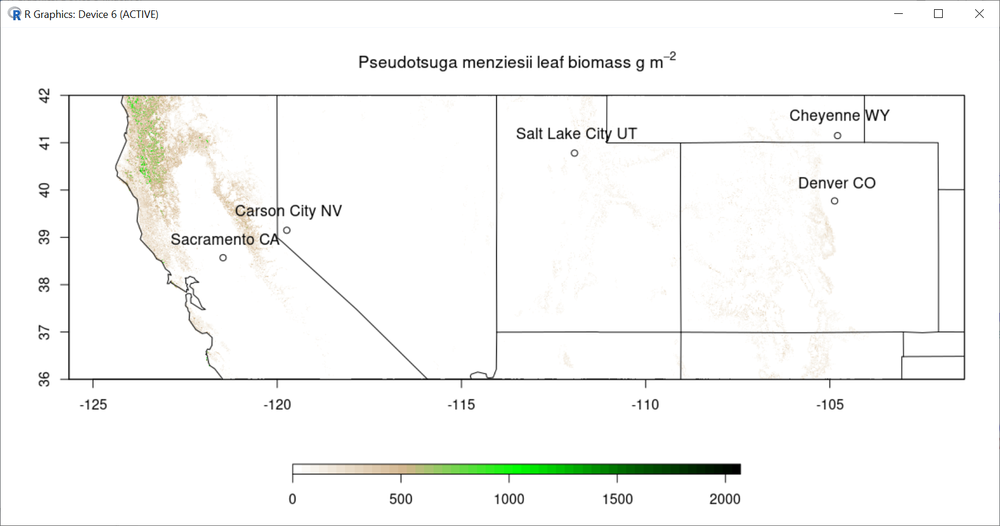 R Graphics: Device 6 (ACTIVE)
Pseudotsuga menziesii leaf biomass g m⁻²
42
41
40
39
38
37
36
Cheyenne WY
Salt Lake City UT
Denver CO
Carson City NV
Sacramento CA
-125 -120 -115 -110 -105
0 500 1000 1500 2000